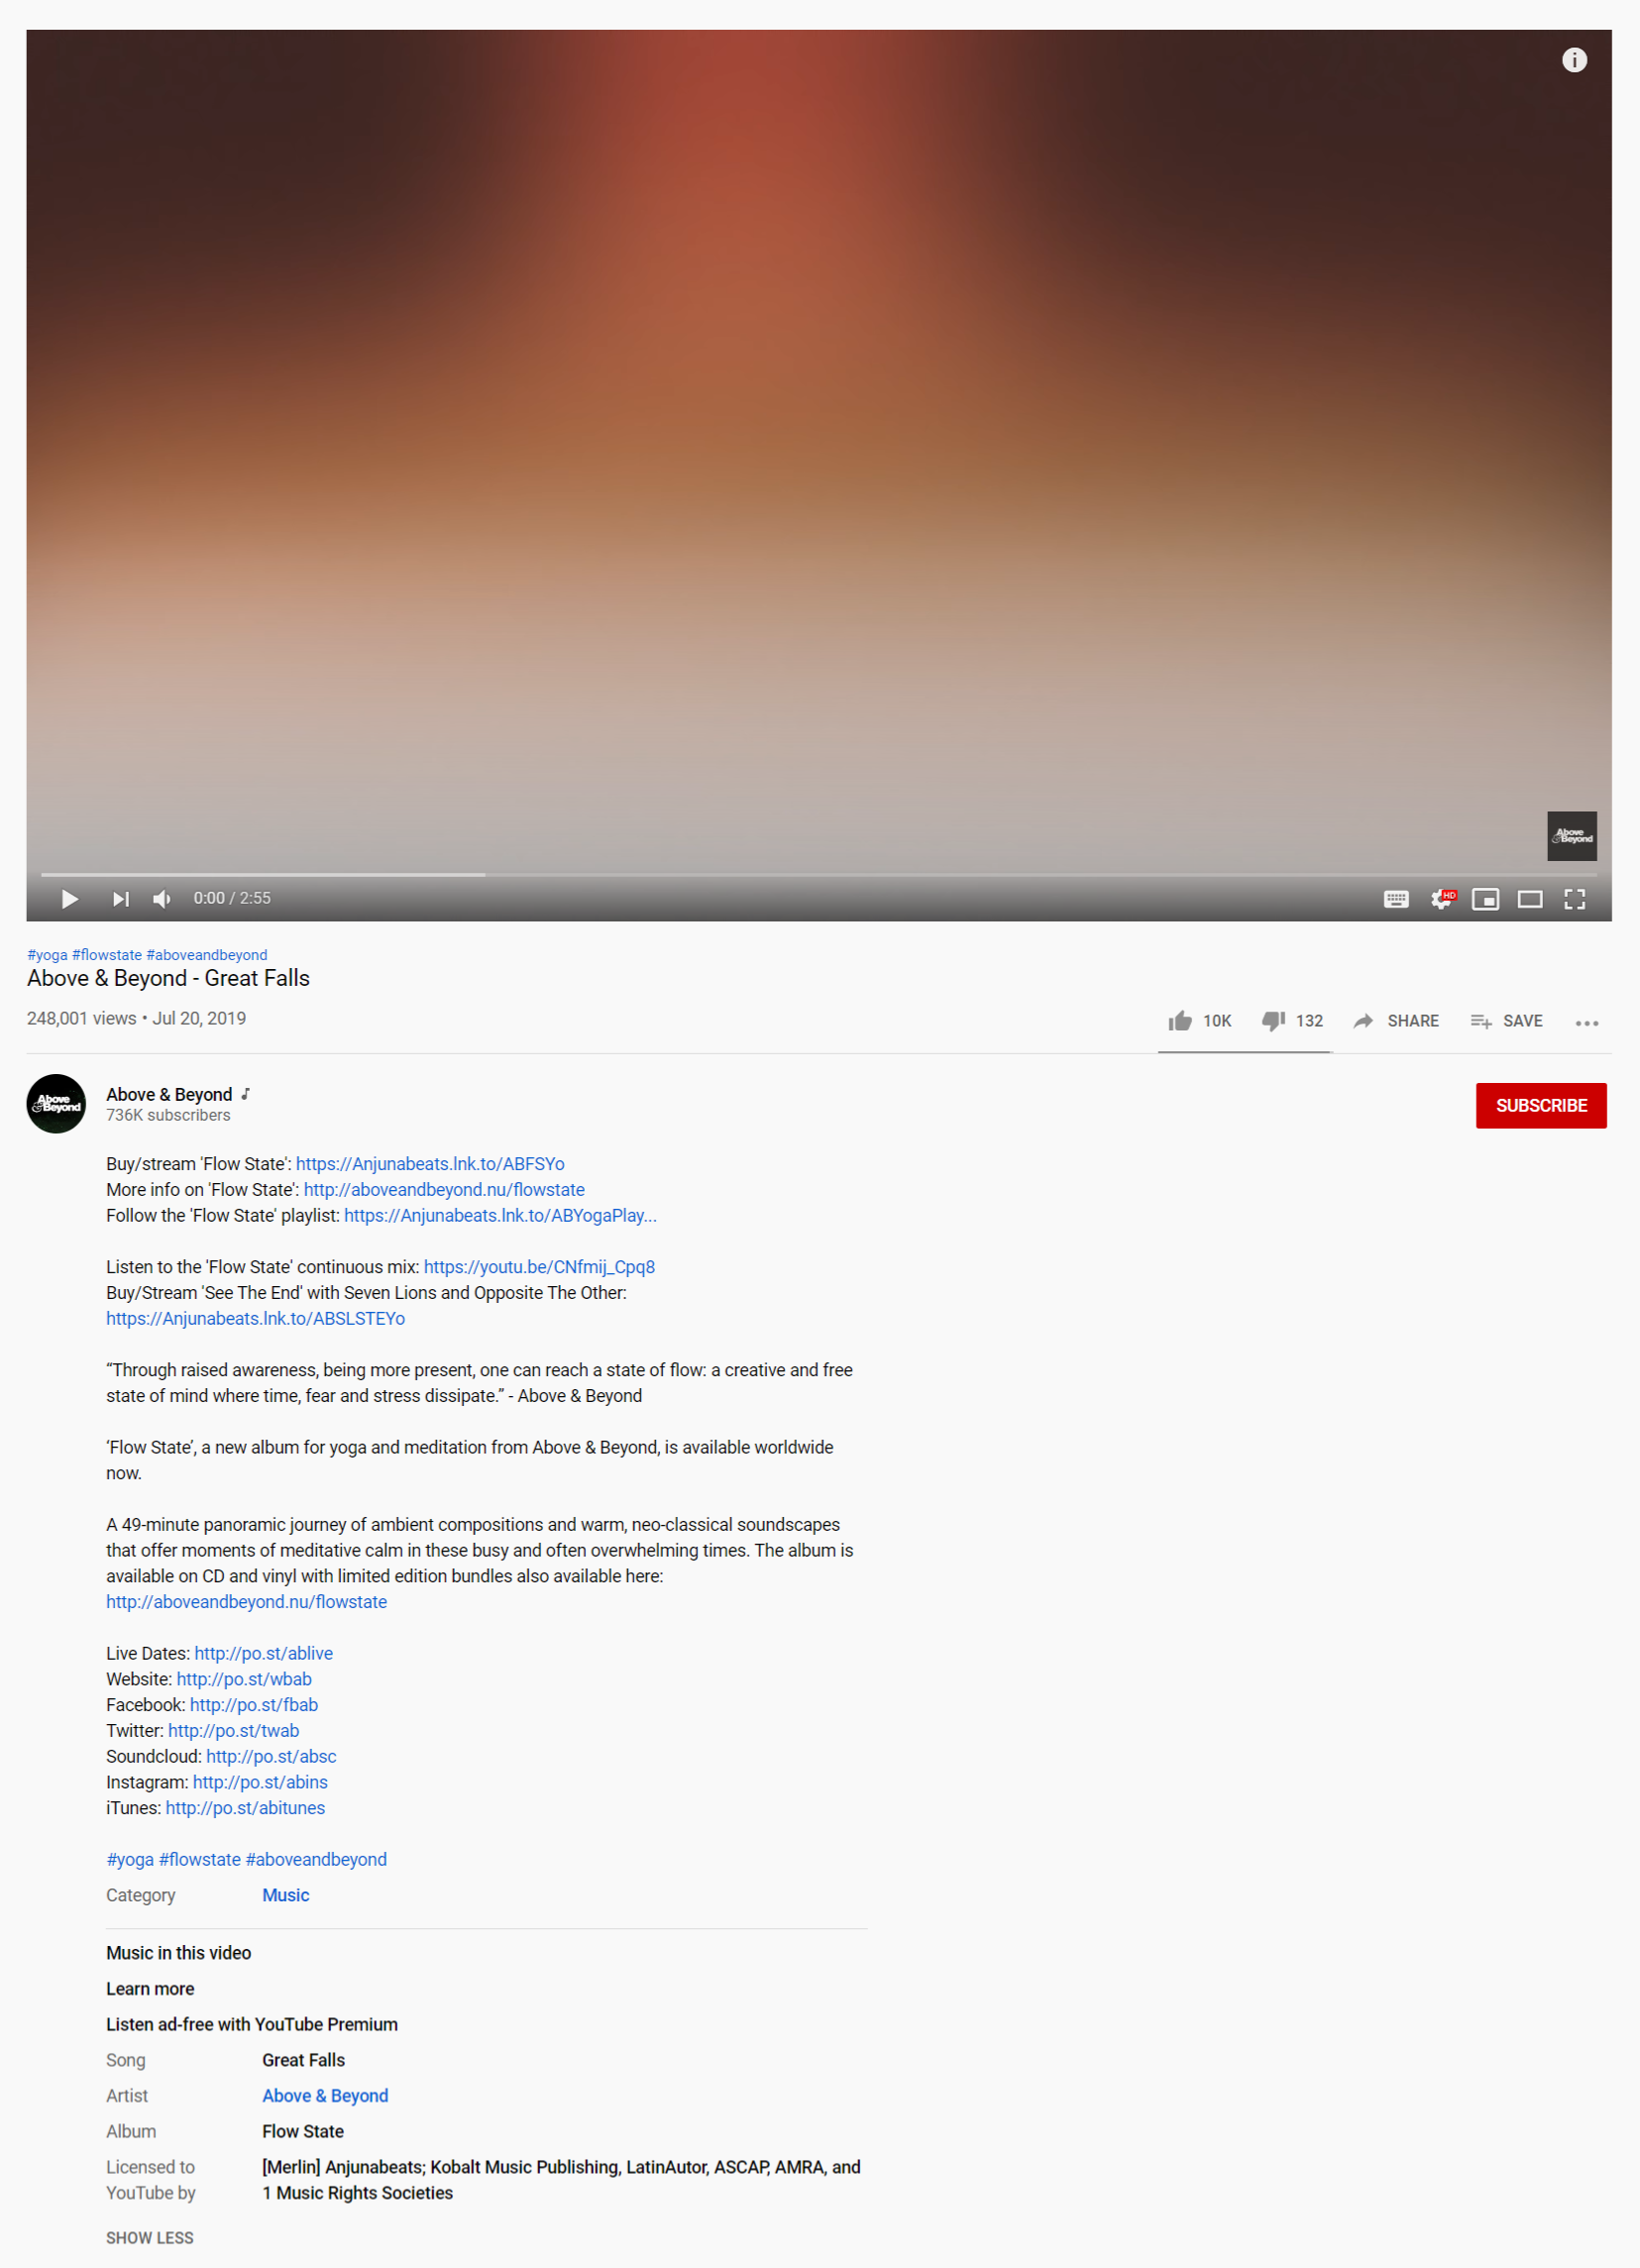 Above
&Beyond
0:00 / 2:55
HD
#yoga #flowstate #aboveandbeyond
Above & Beyond - Great Falls
248,001 views • Jul 20, 2019
10K
132
SHARE
SAVE
Above
&Beyond
Above & Beyond
736K subscribers
SUBSCRIBE
Buy/stream 'Flow State': https://Anjunabeats.lnk.to/ABFSYo
More info on 'Flow State': http://aboveandbeyond.nu/flowstate
Follow the 'Flow State' playlist: https://Anjunabeats.lnk.to/ABYogaPlay...
Listen to the 'Flow State' continuous mix: https://youtu.be/CNfmij_Cpq8
Buy/Stream 'See The End' with Seven Lions and Opposite The Other:
https://Anjunabeats.lnk.to/ABSLSTEYo
“Through raised awareness, being more present, one can reach a state of flow: a creative and free
state of mind where time, fear and stress dissipate.” - Above & Beyond
‘Flow State’, a new album for yoga and meditation from Above & Beyond, is available worldwide
now.
A 49-minute panoramic journey of ambient compositions and warm, neo-classical soundscapes
that offer moments of meditative calm in these busy and often overwhelming times. The album is
available on CD and vinyl with limited edition bundles also available here:
http://aboveandbeyond.nu/flowstate
Live Dates: http://po.st/ablive
Website: http://po.st/wbab
Facebook: http://po.st/fbab
Twitter: http://po.st/twab
Soundcloud: http://po.st/absc
Instagram: http://po.st/abins
iTunes: http://po.st/abitunes
#yoga #flowstate #aboveandbeyond
Category Music
Music in this video
Learn more
Listen ad-free with YouTube Premium
Song Great Falls
Artist Above & Beyond
Album Flow State
Licensed to [Merlin] Anjunabeats; Kobalt Music Publishing, LatinAutor, ASCAP, AMRA, and
YouTube by 1 Music Rights Societies
SHOW LESS